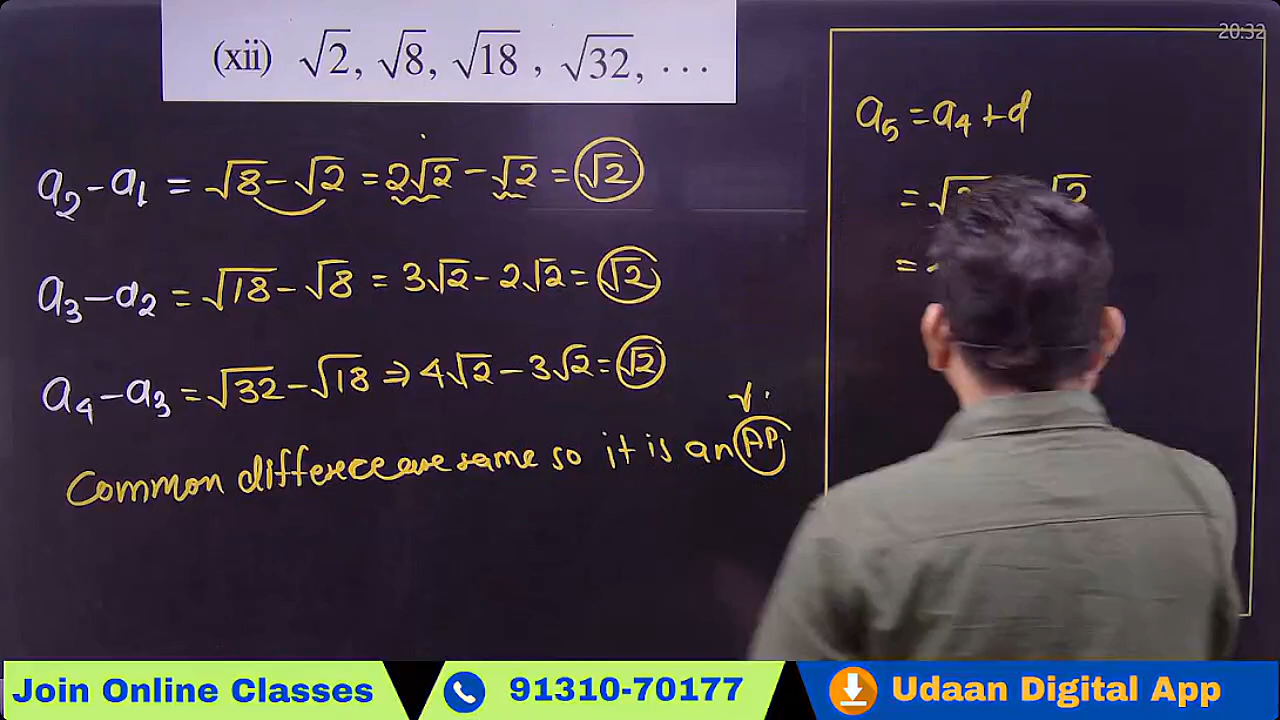 (xii) √2, √8, √18, √32, ...
20:32
a₂-a₁ = √8-√2 = 2√2 - √2 = √2
a₃-a₂ = √18-√8 = 3√2-2√2 = √2
a₄-a₃ = √32-√18 ⇒ 4√2-3√2 = √2
Common differece are same so it is an AP
a₅ = a₄ + d
= √2
=
Join Online Classes
91310-70177
Udaan Digital App